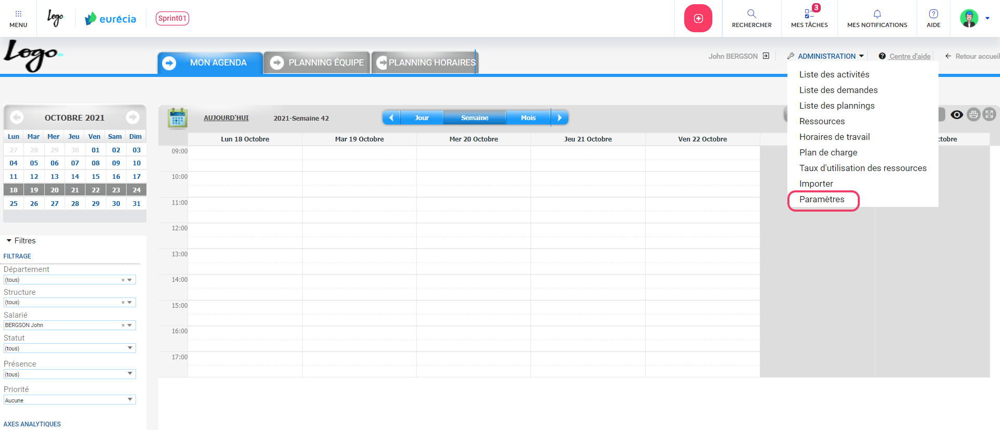 MENU
Logo
eurécia
Sprint01
RECHERCHER
3
MES TÂCHES
MES NOTIFICATIONS
AIDE
Logo
MON AGENDA
PLANNING ÉQUIPE
PLANNING HORAIRES
John BERGSON
ADMINISTRATION
Centre d'aide
Retour accueil
Liste des activités
Liste des demandes
Liste des plannings
Ressources
Horaires de travail
Plan de charge
Taux d'utilisation des ressources
Importer
Paramètres
OCTOBRE 2021
Lun Mar Mer Jeu Ven Sam Dim
27 28 29 30 01 02 03
04 05 06 07 08 09 10
11 12 13 14 15 16 17
18 19 20 21 22 23 24
25 26 27 28 29 30 31
AUJOURD'HUI
2021-Semaine 42
Jour
Semaine
Mois
Lun 18 Octobre
Mar 19 Octobre
Mer 20 Octobre
Jeu 21 Octobre
Ven 22 Octobre
ctobre
09:00
10:00
11:00
12:00
13:00
14:00
15:00
16:00
17:00
Filtres
FILTRAGE
Département
(tous) ×
Structure
(tous) ×
Salarié
BERGSON John ×
Statut
(tous)
Présence
(tous)
Priorité
Aucune
AXES ANALYTIQUES